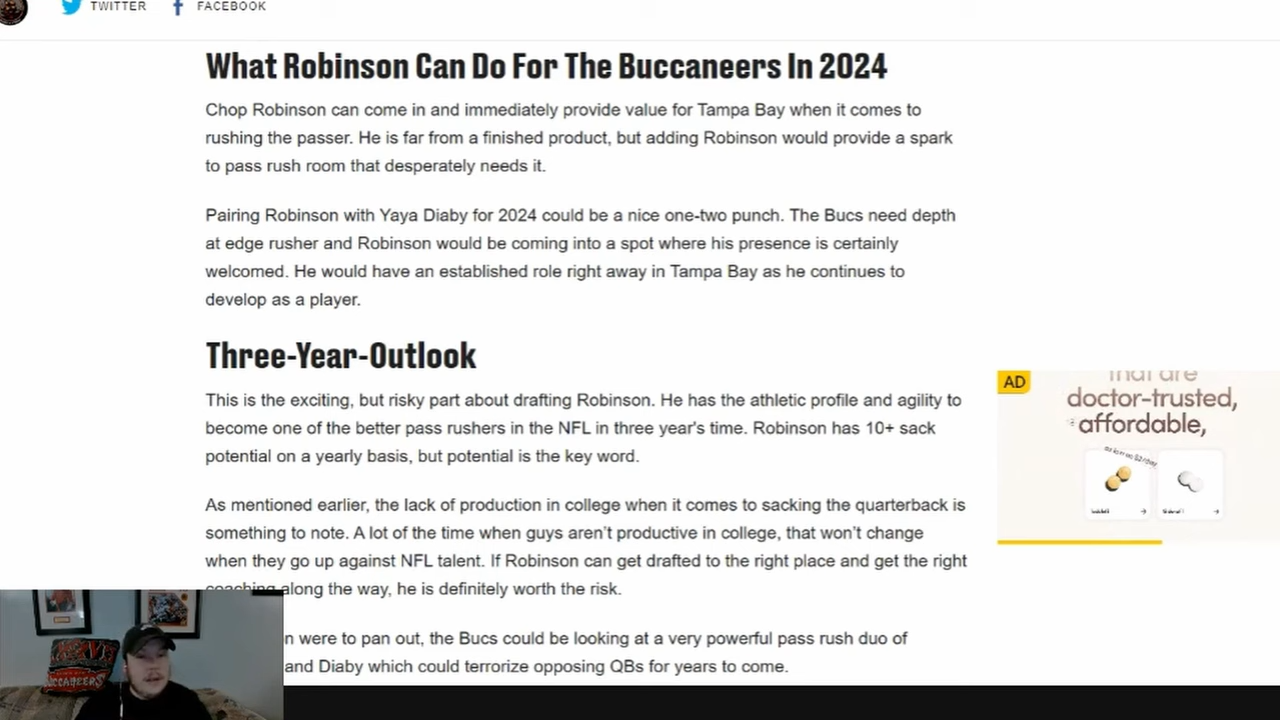 TWITTER
FACEBOOK
What Robinson Can Do For The Buccaneers In 2024
Chop Robinson can come in and immediately provide value for Tampa Bay when it comes to
rushing the passer. He is far from a finished product, but adding Robinson would provide a spark
to pass rush room that desperately needs it.
Pairing Robinson with Yaya Diaby for 2024 could be a nice one-two punch. The Bucs need depth
at edge rusher and Robinson would be coming into a spot where his presence is certainly
welcomed. He would have an established role right away in Tampa Bay as he continues to
develop as a player.
Three-Year-Outlook
This is the exciting, but risky part about drafting Robinson. He has the athletic profile and agility to
become one of the better pass rushers in the NFL in three year's time. Robinson has 10+ sack
potential on a yearly basis, but potential is the key word.
As mentioned earlier, the lack of production in college when it comes to sacking the quarterback is
something to note. A lot of the time when guys aren't productive in college, that won't change
when they go up against NFL talent. If Robinson can get drafted to the right place and get the right
coaching along the way, he is definitely worth the risk.
n were to pan out, the Bucs could be looking at a very powerful pass rush duo of
and Diaby which could terrorize opposing QBs for years to come.
AD
that are
doctor-trusted,
affordable,
BUCCANEERS